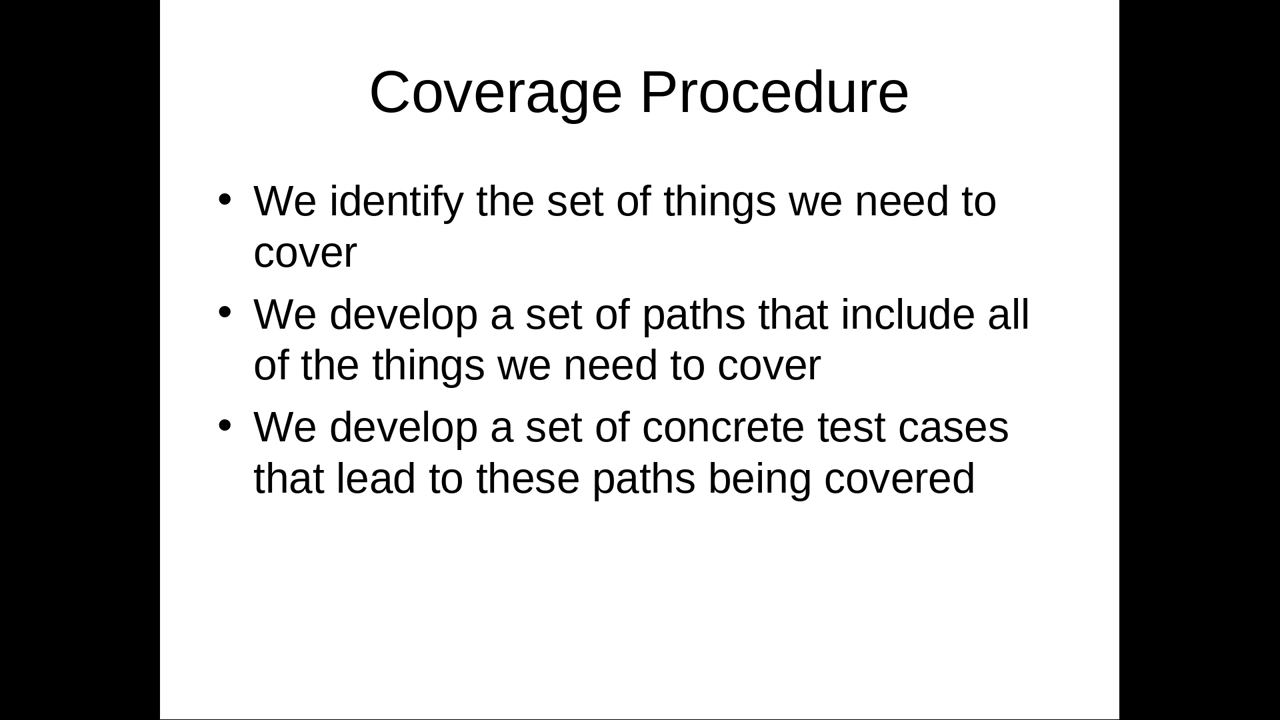 Coverage Procedure
• We identify the set of things we need to
cover
• We develop a set of paths that include all
of the things we need to cover
• We develop a set of concrete test cases
that lead to these paths being covered